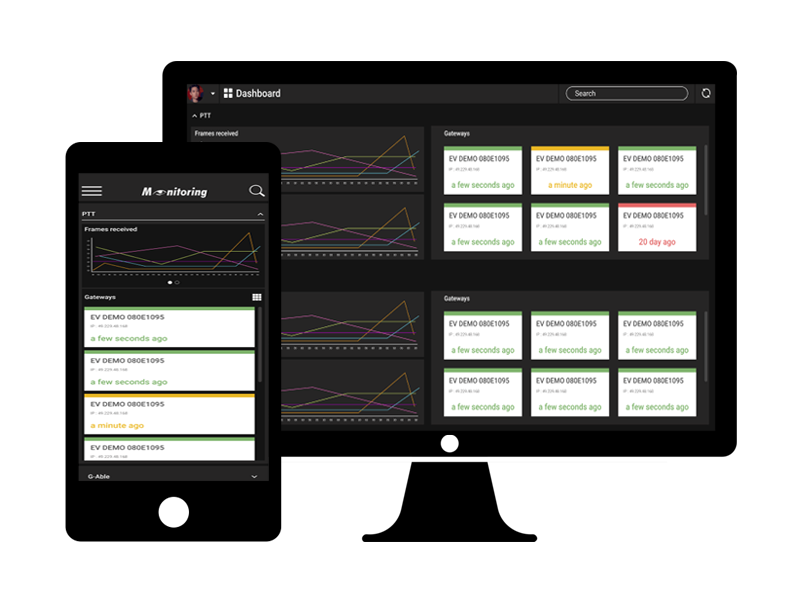 Dashboard
Search
PTT
Frames received
Gateways
EV DEMO 080E1095
a few seconds ago
EV DEMO 080E1095
a minute ago
EV DEMO 080E1095
a few seconds ago
EV DEMO 080E1095
a few seconds ago
EV DEMO 080E1095
a few seconds ago
EV DEMO 080E1095
20 day ago
Gateways
EV DEMO 080E1095
a few seconds ago
EV DEMO 080E1095
a few seconds ago
EV DEMO 080E1095
a few seconds ago
EV DEMO 080E1095
a few seconds ago
EV DEMO 080E1095
a few seconds ago
EV DEMO 080E1095
a few seconds ago
Monitoring
PTT
Frames received
Gateways
EV DEMO 080E1095
a few seconds ago
EV DEMO 080E1095
a few seconds ago
EV DEMO 080E1095
a minute ago
EV DEMO 080E1095
G-Able